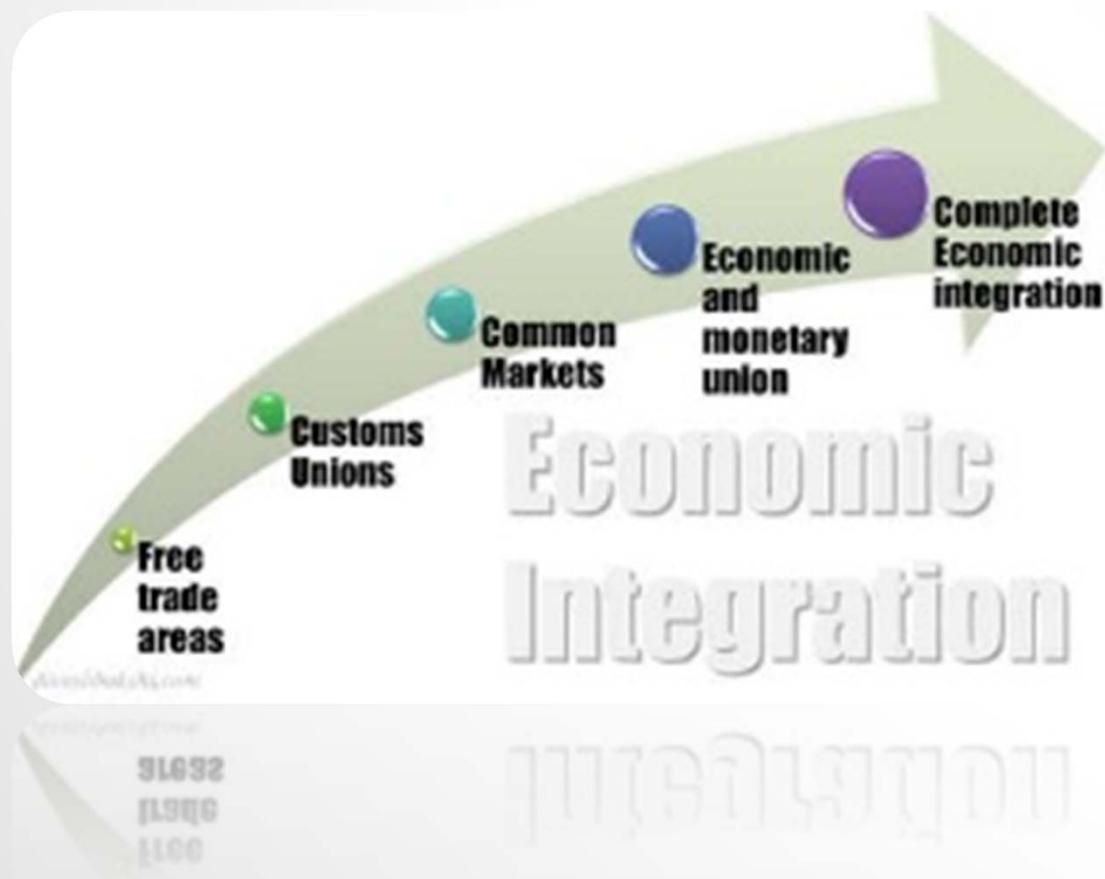 Complete
Economic
integration
Economic
and
monetary
union
Common
Markets
Customs
Unions
Free
trade
areas
Economic
Integration